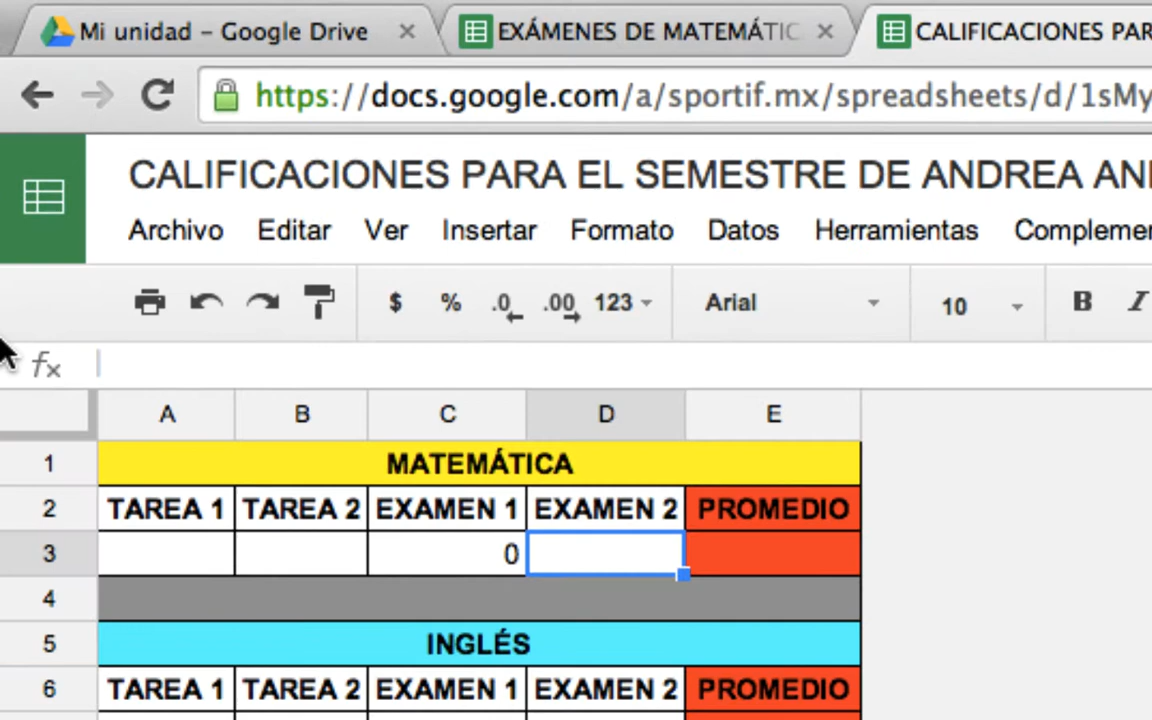 Mi unidad – Google Drive × EXÁMENES DE MATEMÁTIC × CALIFICACIONES PAR
https://docs.google.com/a/sportif.mx/spreadsheets/d/1sMy
CALIFICACIONES PARA EL SEMESTRE DE ANDREA AN
Archivo Editar Ver Insertar Formato Datos Herramientas Complemen
$ % .0 .00 123 Arial 10 B I
fx
A B C D E
1 MATEMÁTICA
2 TAREA 1 TAREA 2 EXAMEN 1 EXAMEN 2 PROMEDIO
3 0
4
5 INGLÉS
6 TAREA 1 TAREA 2 EXAMEN 1 EXAMEN 2 PROMEDIO